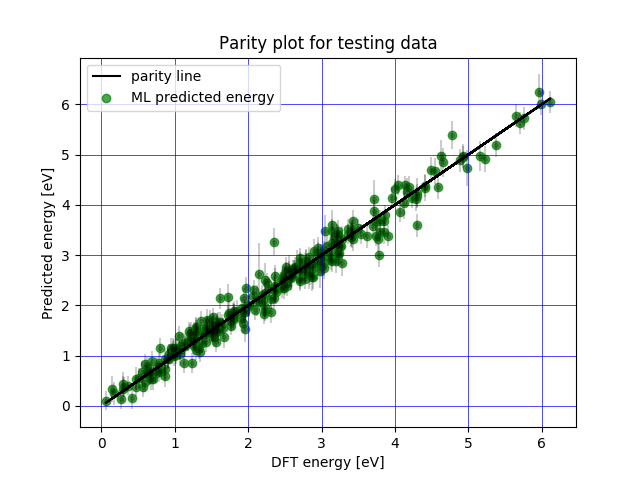 Parity plot for testing data
parity line
ML predicted energy
6
5
4
3
2
1
0
Predicted energy [eV]
0 1 2 3 4 5 6
DFT energy [eV]